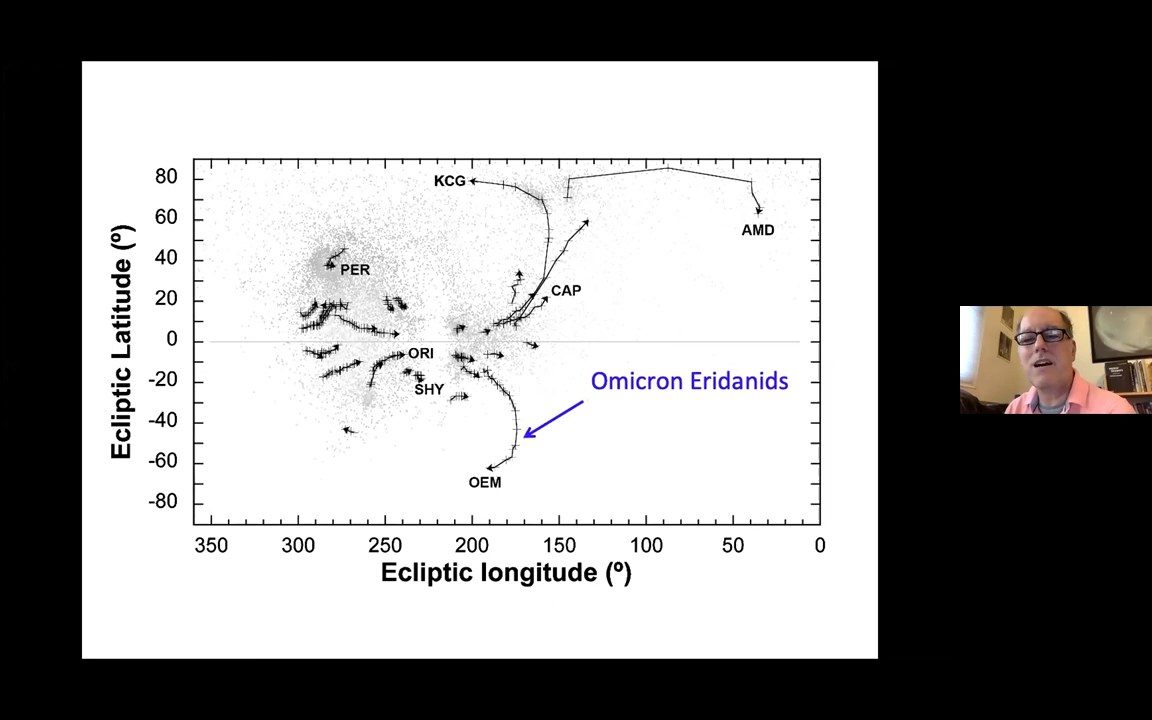 80
60
40
20
0
-20
-40
-60
-80
Ecliptic Latitude (º)
KCG
AMD
PER
CAP
ORI
SHY
Omicron Eridanids
OEM
350 300 250 200 150 100 50 0
Ecliptic longitude (º)